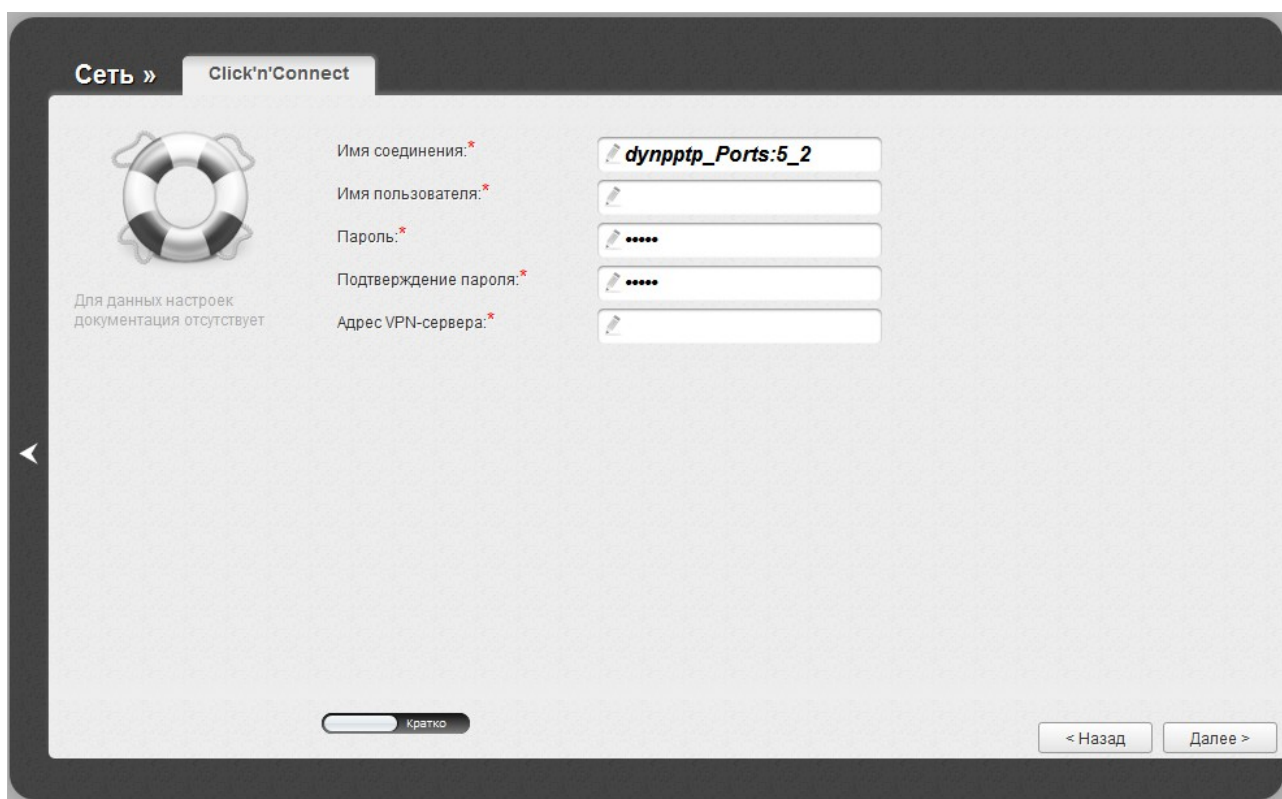 Сеть »
Click'n'Connect
Имя соединения:*
dynpptp_Ports:5_2
Имя пользователя:*
Пароль:*
•••••
Подтверждение пароля:*
•••••
Адрес VPN-сервера:*
Для данных настроек
документация отсутствует
Кратко
< Назад
Далее >